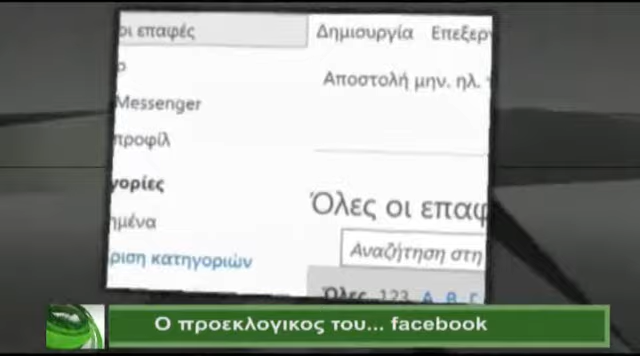 οι επαφές
Δημιουργία Επεξερ
Αποστολή μην. ηλ.
Messenger
προφίλ
γορίες
ημένα
ριση κατηγοριών
Όλες οι επαφ
Αναζήτηση στη
Όλες 123 Α Β Γ
Ο προεκλογικος του... facebook